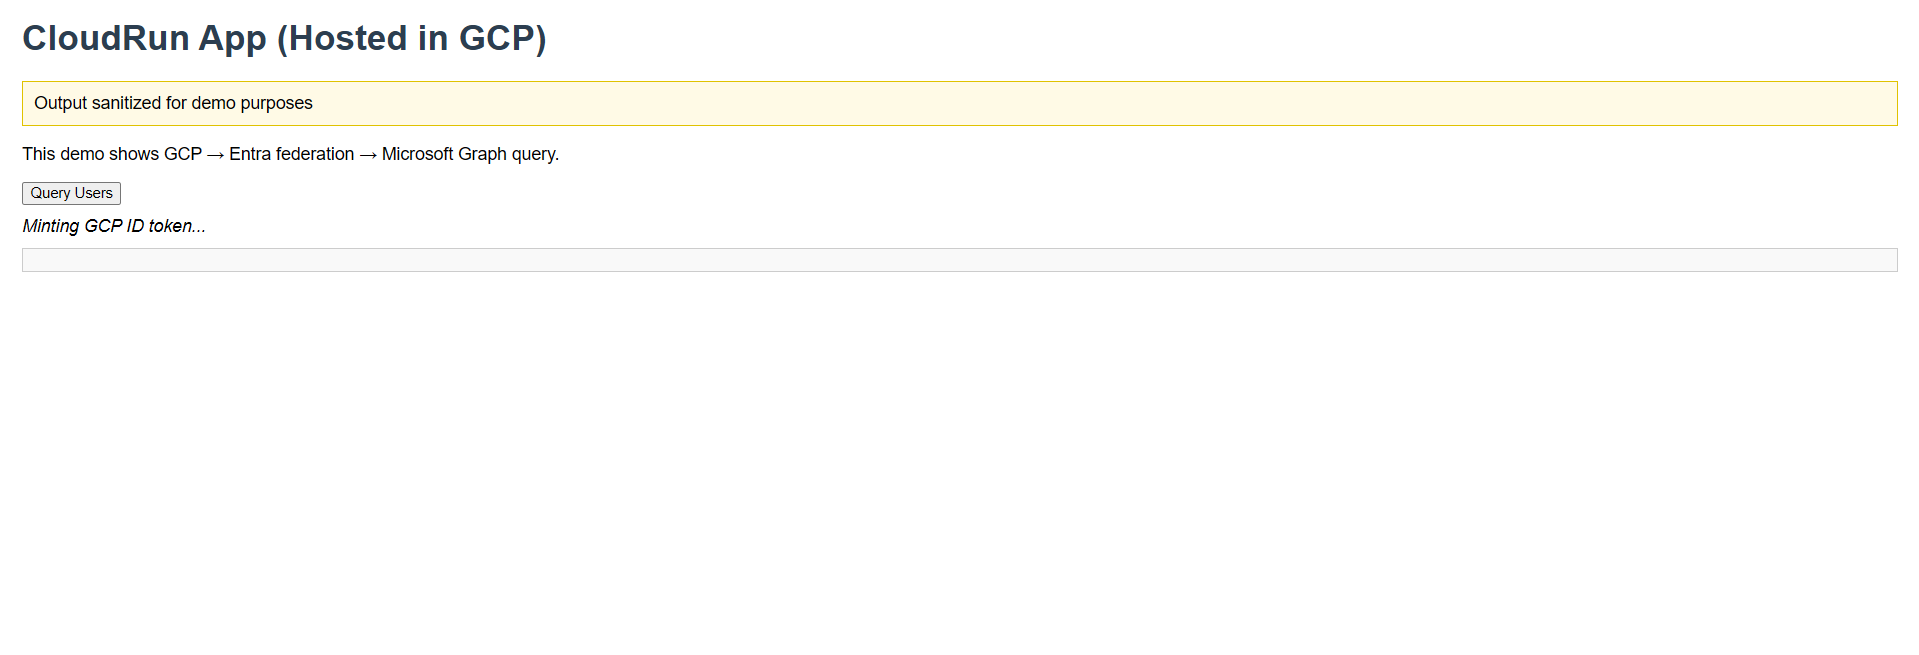 CloudRun App (Hosted in GCP)
Output sanitized for demo purposes
This demo shows GCP → Entra federation → Microsoft Graph query.
Query Users
Minting GCP ID token...